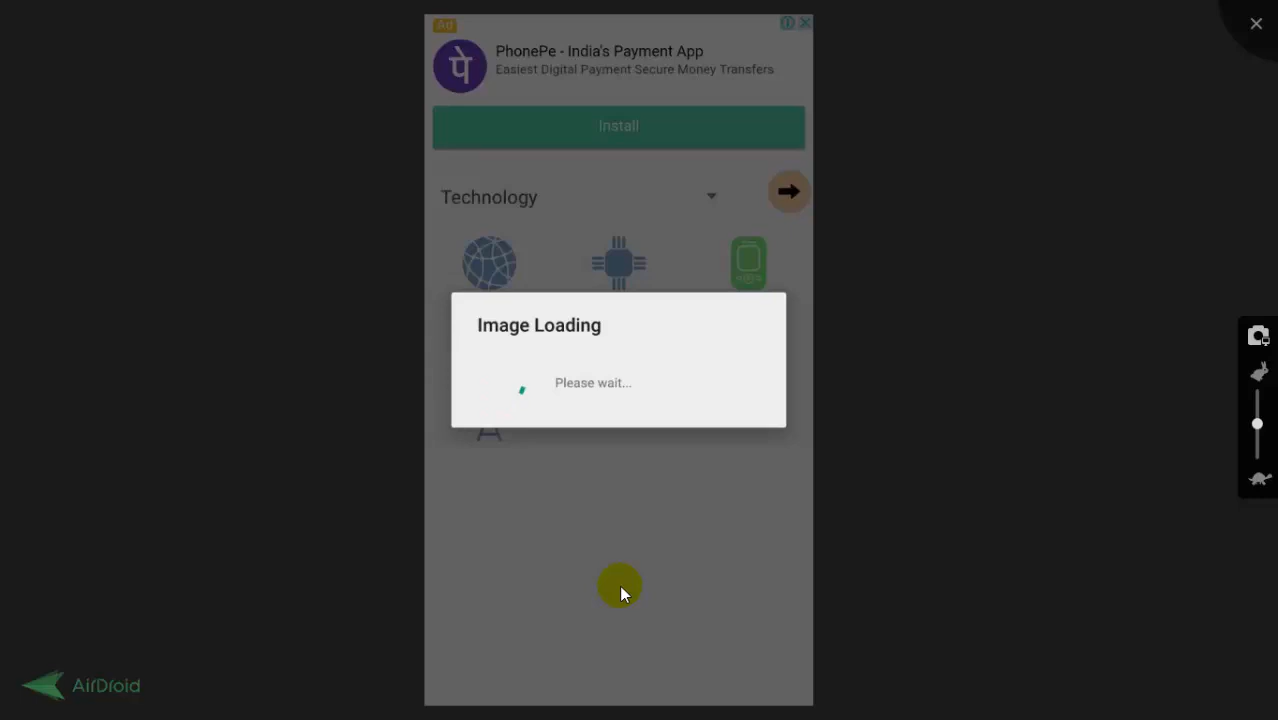 Ad
PhonePe - India's Payment App
Easiest Digital Payment Secure Money Transfers
पे
Install
Technology
Image Loading
Please wait...
AirDroid